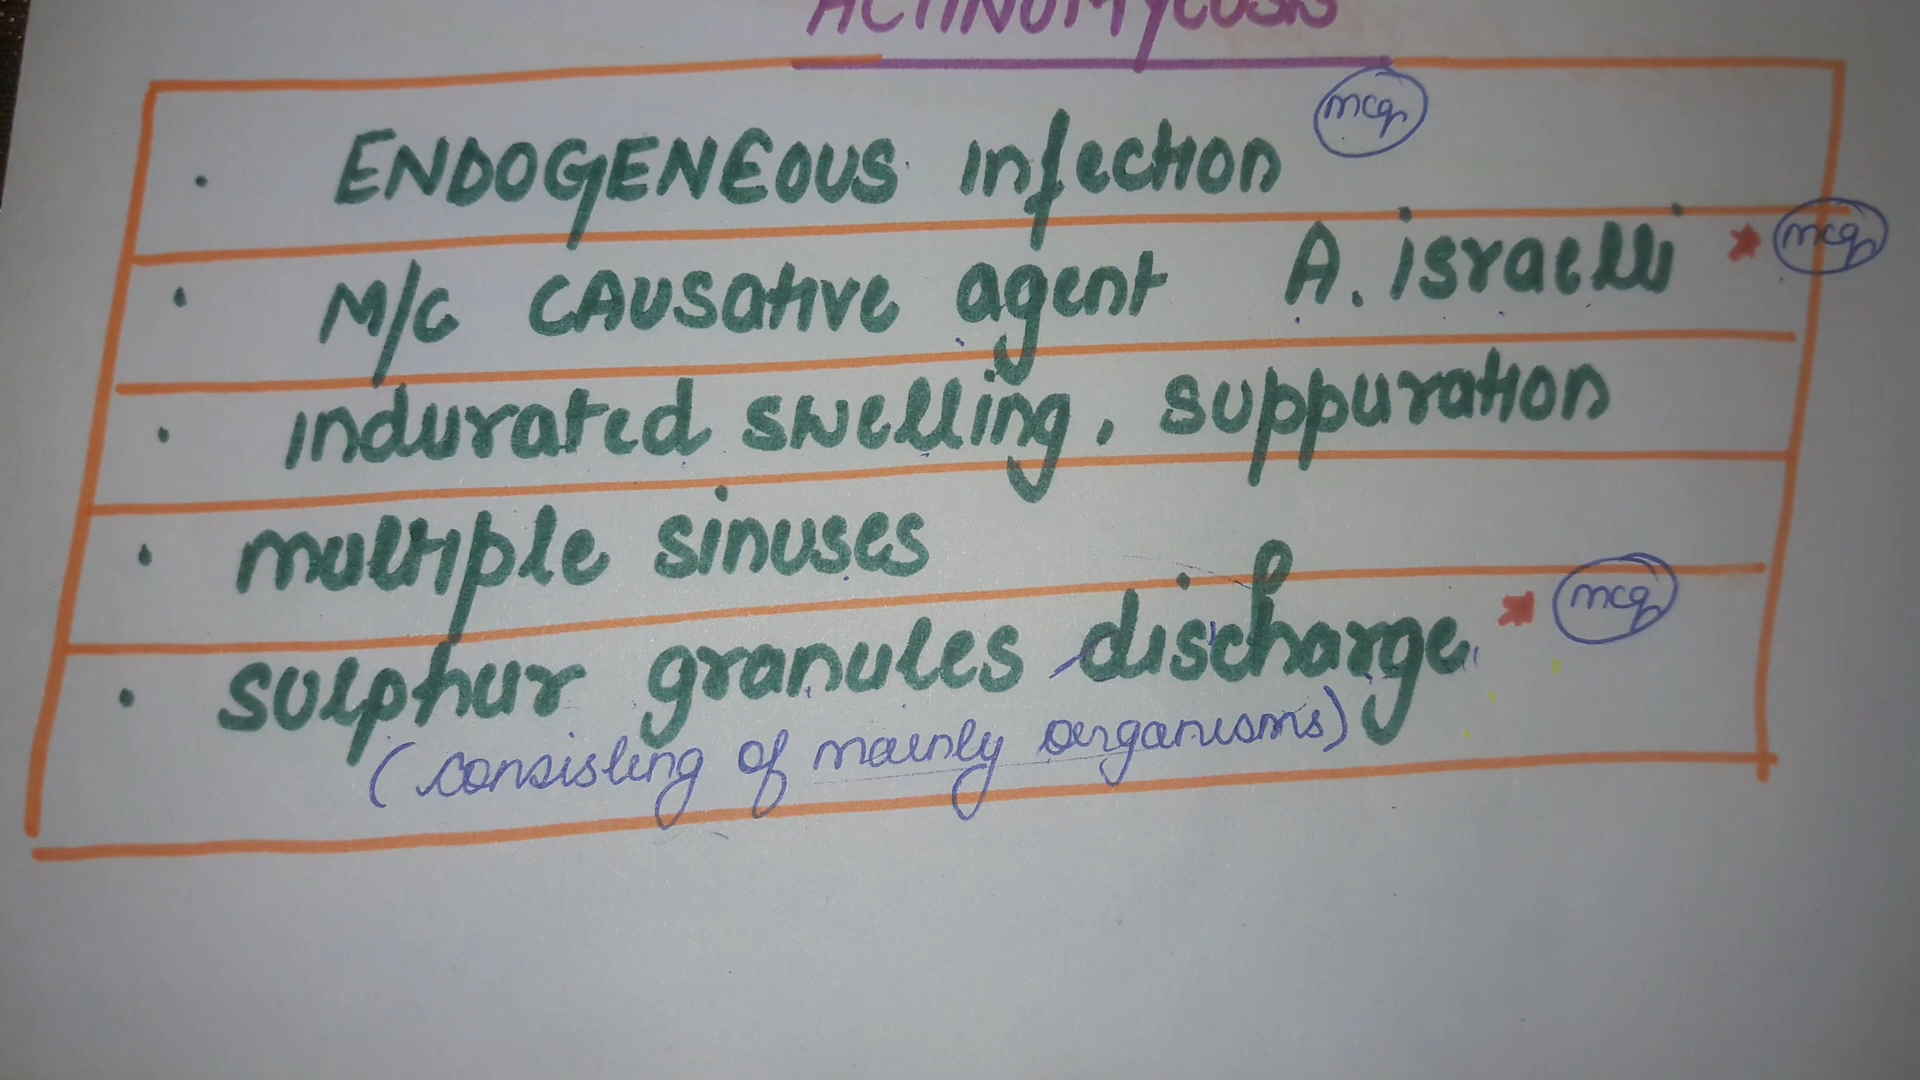 ACTINOMYCOSIS
• ENDOGENEOUS infection mcq
• M/C CAUSative agent A. israelli ★ mcq
• indurated swelling, suppuration
• multiple sinuses
• sulphur granules discharge ★ mcq
(consisting of mainly organisms)